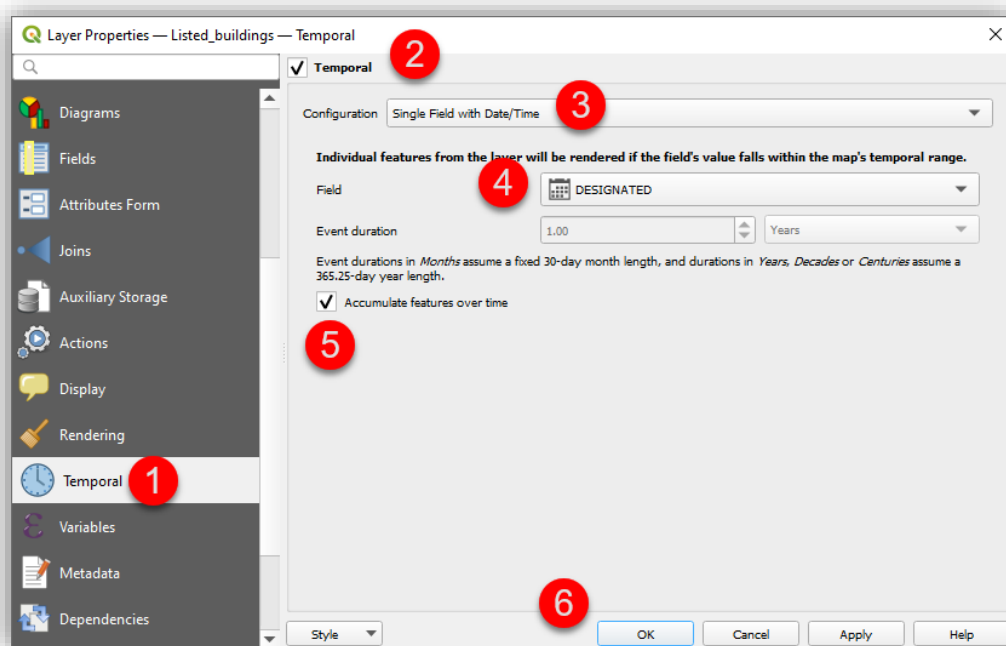 Layer Properties — Listed_buildings — Temporal
2
Temporal
Diagrams
Fields
Attributes Form
Joins
Auxiliary Storage
Actions
Display
Rendering
Temporal 1
Variables
Metadata
Dependencies
Configuration Single Field with Date/Time 3
Individual features from the layer will be rendered if the field's value falls within the map's temporal range.
Field 4 DESIGNATED
Event duration 1.00 Years
Event durations in Months assume a fixed 30-day month length, and durations in Years, Decades or Centuries assume a
365.25-day year length.
Accumulate features over time
5
6
Style OK Cancel Apply Help